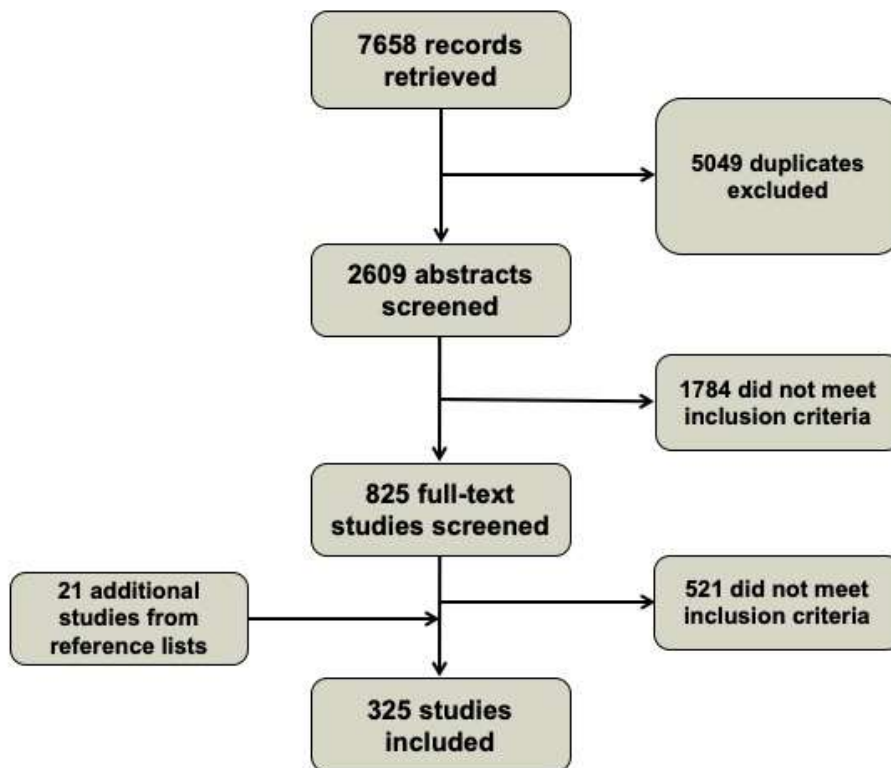 7658 records
retrieved
5049 duplicates
excluded
2609 abstracts
screened
1784 did not meet
inclusion criteria
825 full-text
studies screened
21 additional
studies from
reference lists
521 did not meet
inclusion criteria
325 studies
included